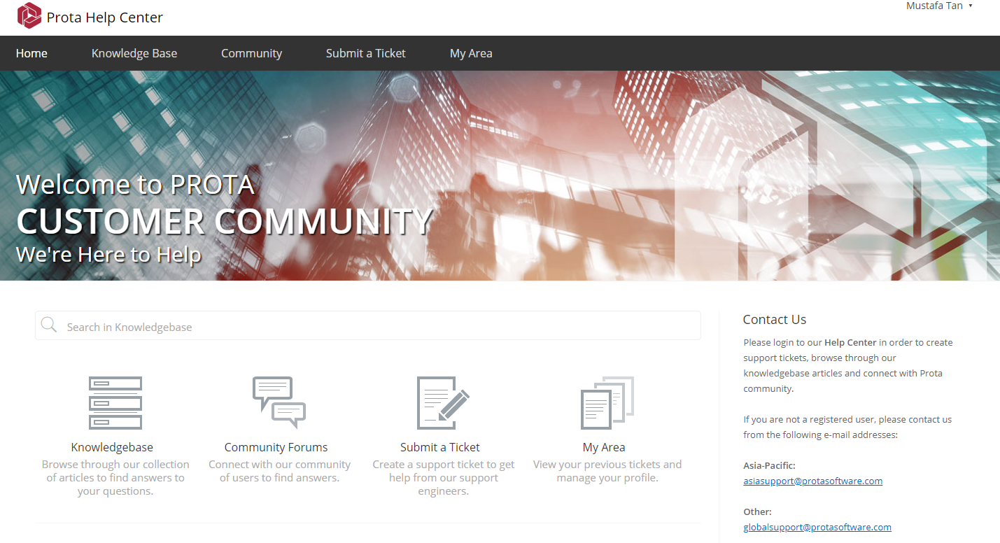 Prota Help Center
Mustafa Tan
Home
Knowledge Base
Community
Submit a Ticket
My Area
Welcome to PROTA
CUSTOMER COMMUNITY
We're Here to Help
Search in Knowledgebase
Knowledgebase
Browse through our collection
of articles to find answers to
your questions.
Community Forums
Connect with our community
of users to find answers.
Submit a Ticket
Create a support ticket to get
help from our support
engineers.
My Area
View your previous tickets and
manage your profile.
Contact Us
Please login to our Help Center in order to create
support tickets, browse through our
knowledgebase articles and connect with Prota
community.
If you are not a registered user, please contact us
from the following e-mail addresses:
Asia-Pacific:
asiasupport@protasoftware.com
Other:
globalsupport@protasoftware.com